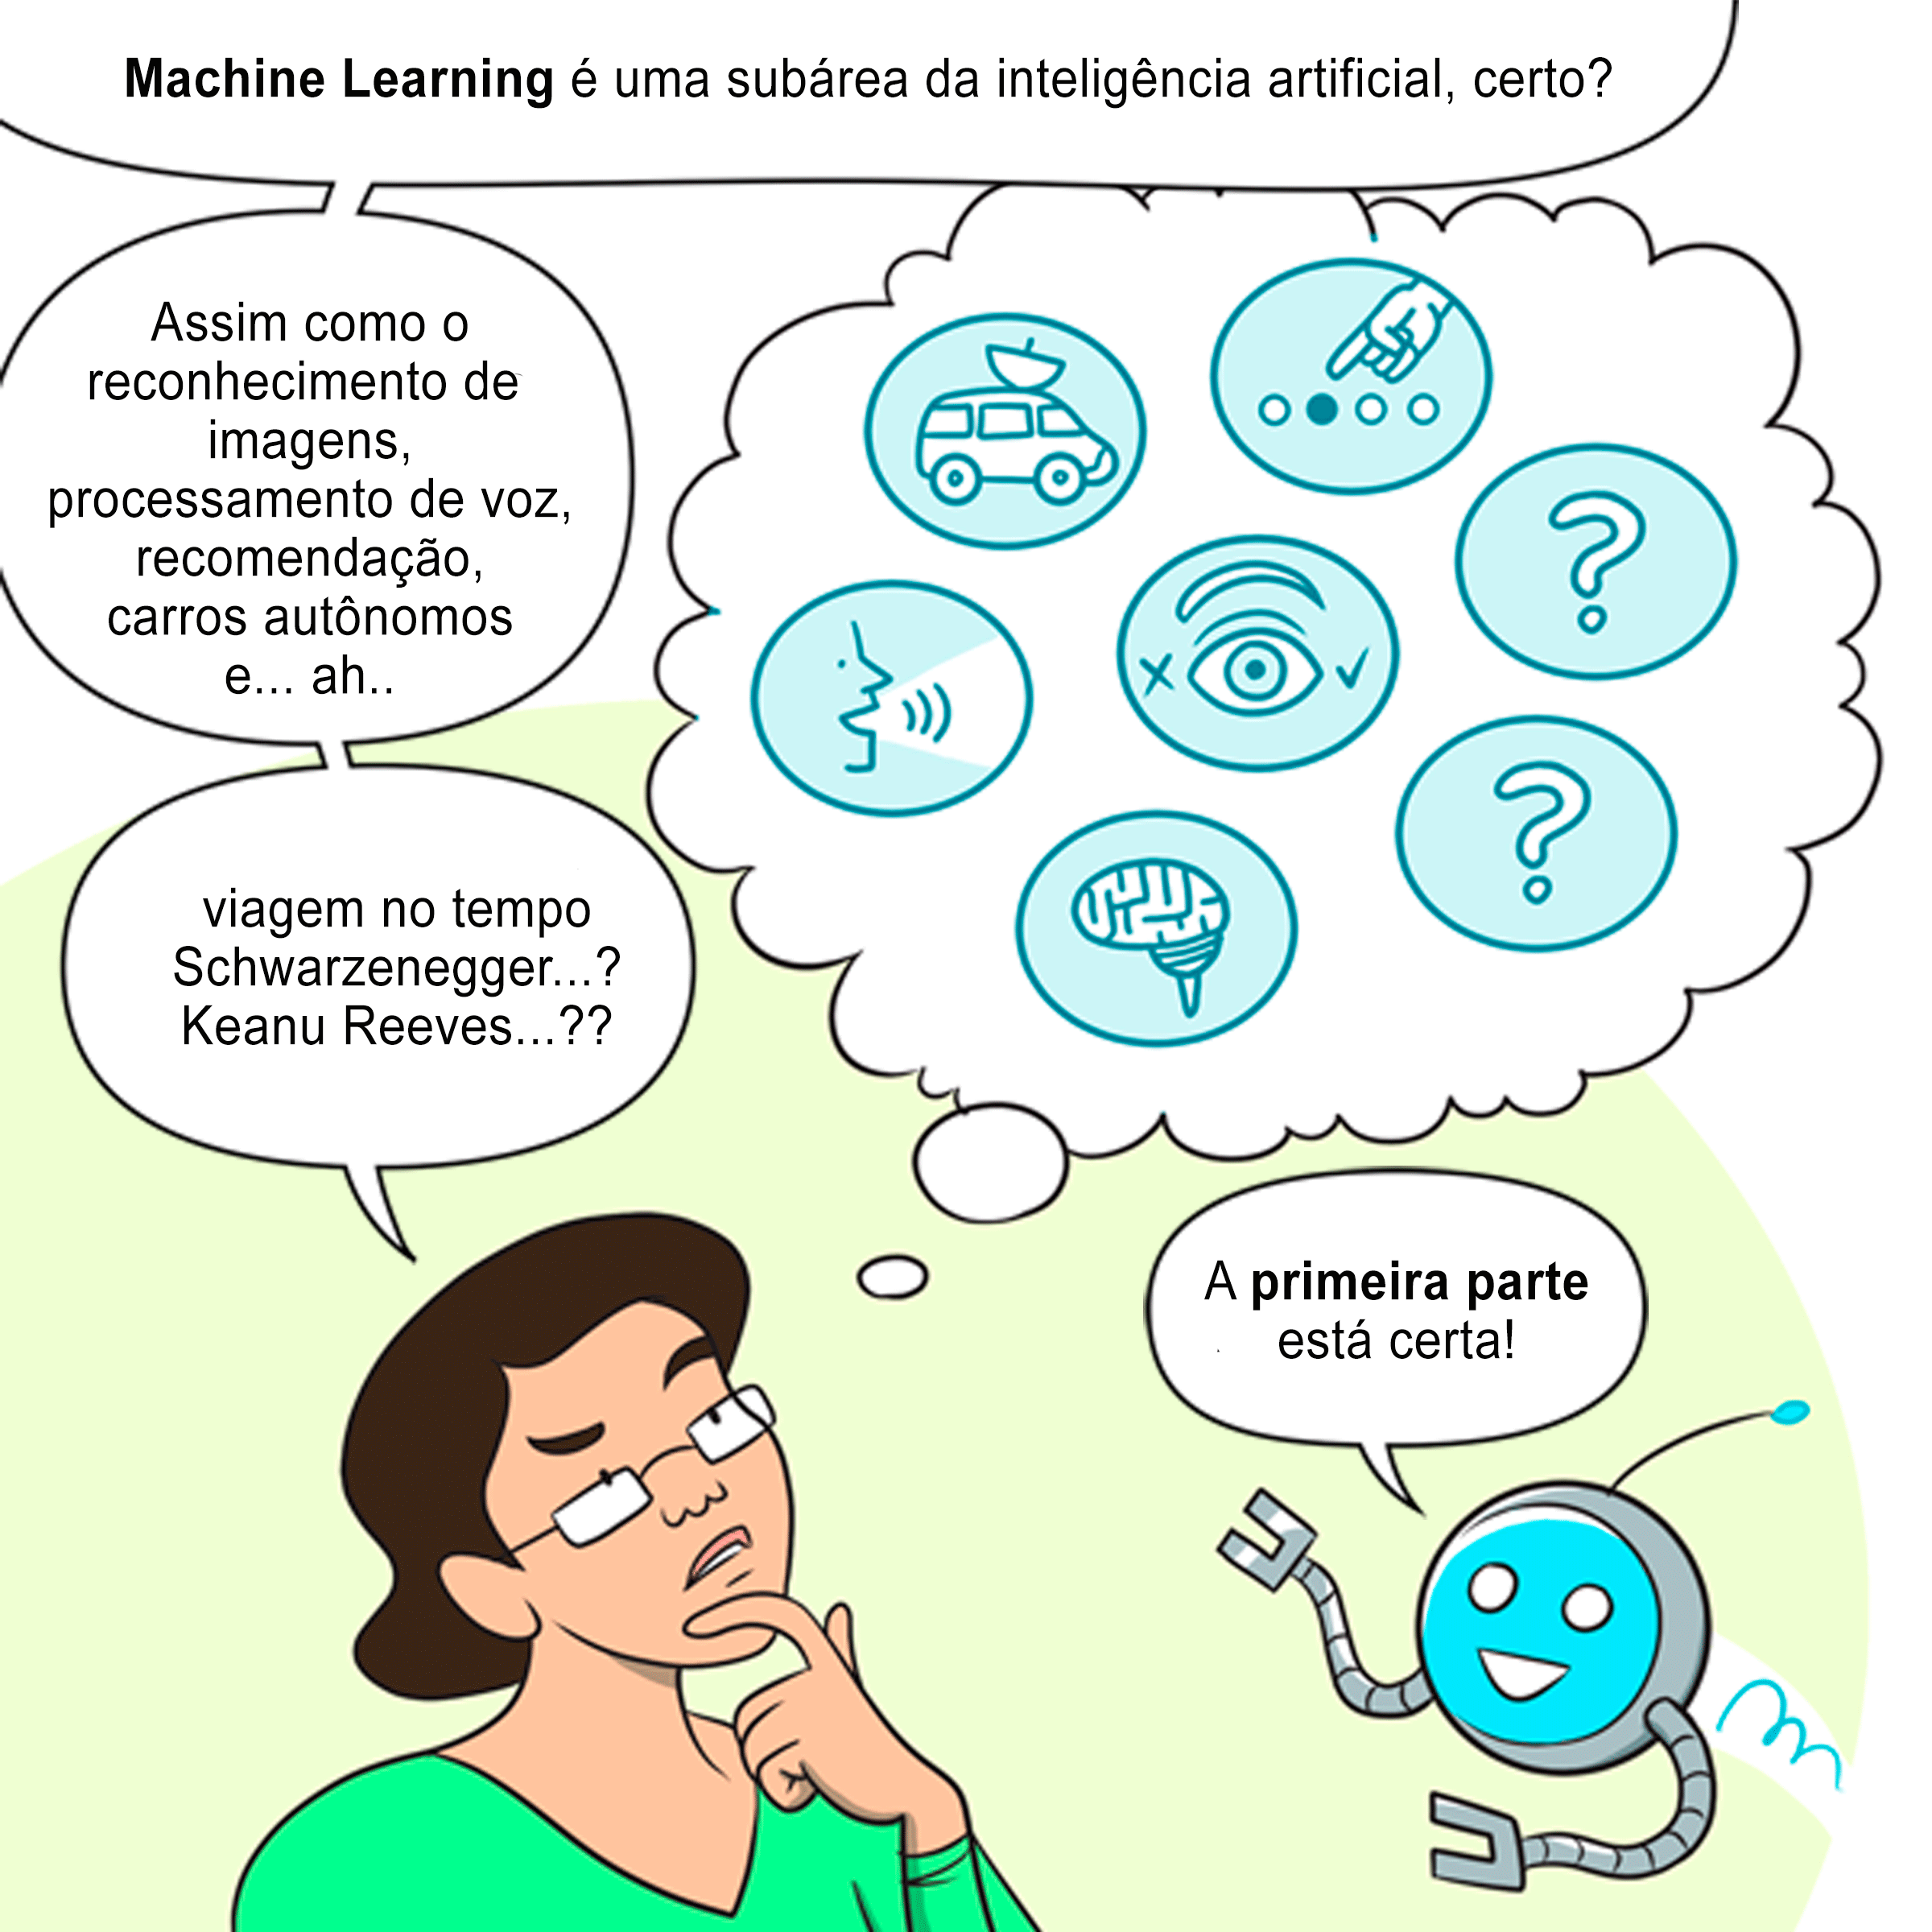 Machine Learning é uma subárea da inteligência artificial, certo?
Assim como o
reconhecimento de
imagens,
processamento de voz,
recomendação,
carros autônomos
e... ah..
viagem no tempo
Schwarzenegger...?
Keanu Reeves...??
A primeira parte
está certa!